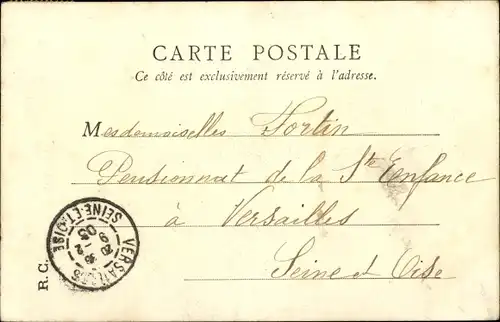 CARTE POSTALE
Ce côté est exclusivement réservé à l'adresse.
Mesdemoiselles Fortin
Pensionnat de la Ste Enfance
à Versailles
Seine et Oise
VERSAILLES
SEINE-ET-OISE
R. C.